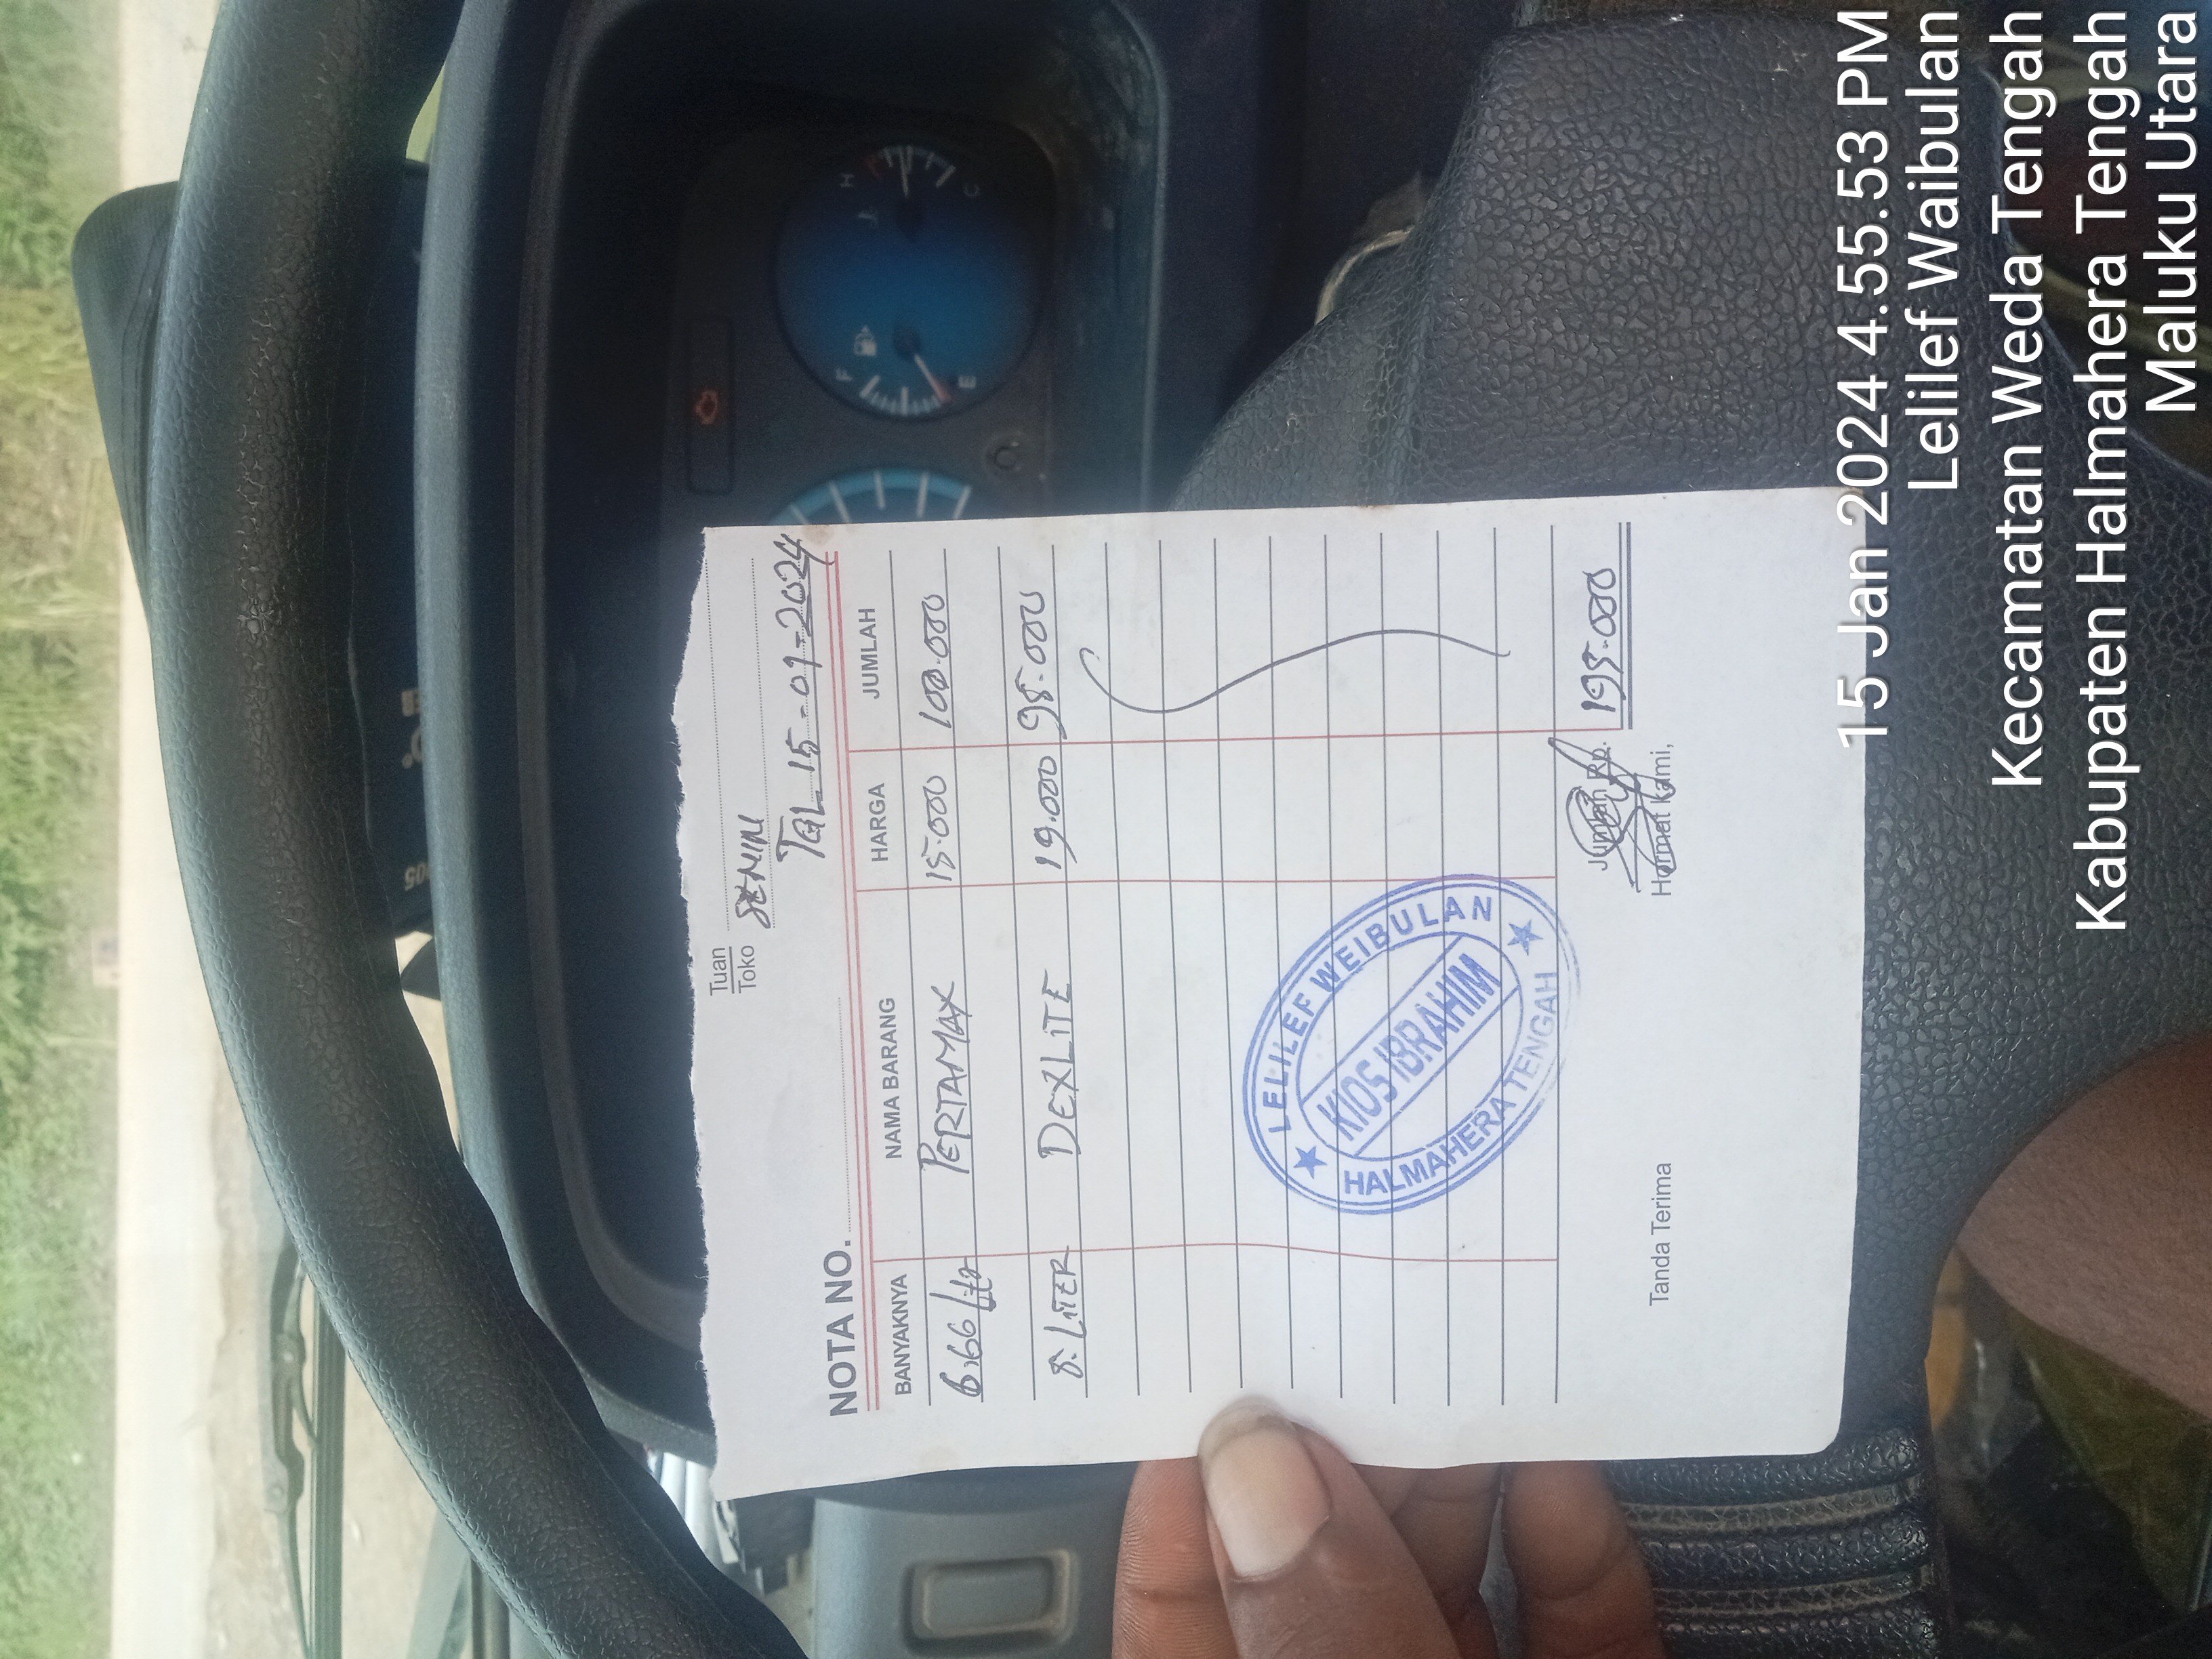 Tuan
Toko
SENIN
TGL 15-01-2024
NOTA NO.
BANYAKNYA NAMA BARANG HARGA JUMLAH
6,66 Ltr PERTAMAX 15.000 100.000
8. LITER DEXLITE 19.000 95.000
LELILEF WEIBULAN
KIOS IBRAHIM
HALMAHERA TENGAH
Jumlah Rp. 195.000
Tanda Terima Hormat Kami,
H
C
F
E
15 Jan 2024 4.55.53 PM
Lelilef Waibulan
Kecamatan Weda Tengah
Kabupaten Halmahera Tengah
Maluku Utara